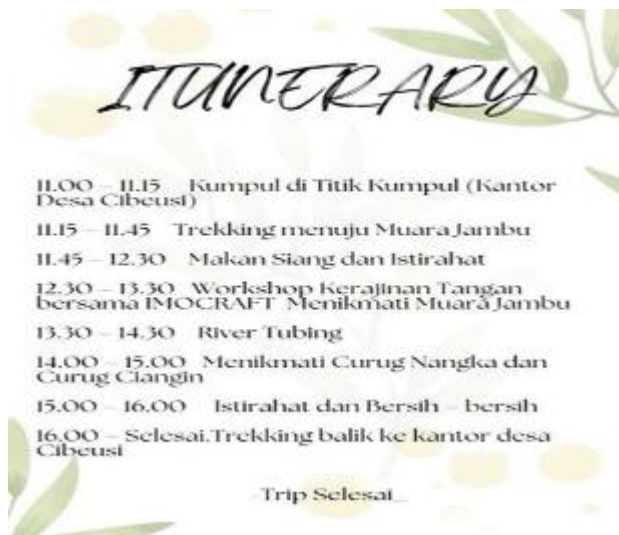 ITUNERARY
11.00 – 11.15 Kumpul di Titik Kumpul (Kantor
Desa Cibeusi)
11.15 – 11.45 Trekking menuju Muara Jambu
11.45 – 12.30 Makan Siang dan Istirahat
12.30 – 13.30 Workshop Kerajinan Tangan
bersama IMOCRAFT Menikmati Muara Jambu
13.30 – 14.30 River Tubing
14.00 – 15.00 Menikmati Curug Nangka dan
Curug Ciangin
15.00 – 16.00 Istirahat dan Bersih – bersih
16.00 – Selesai.Trekking balik ke kantor desa
Cibeusi
-Trip Selesai_